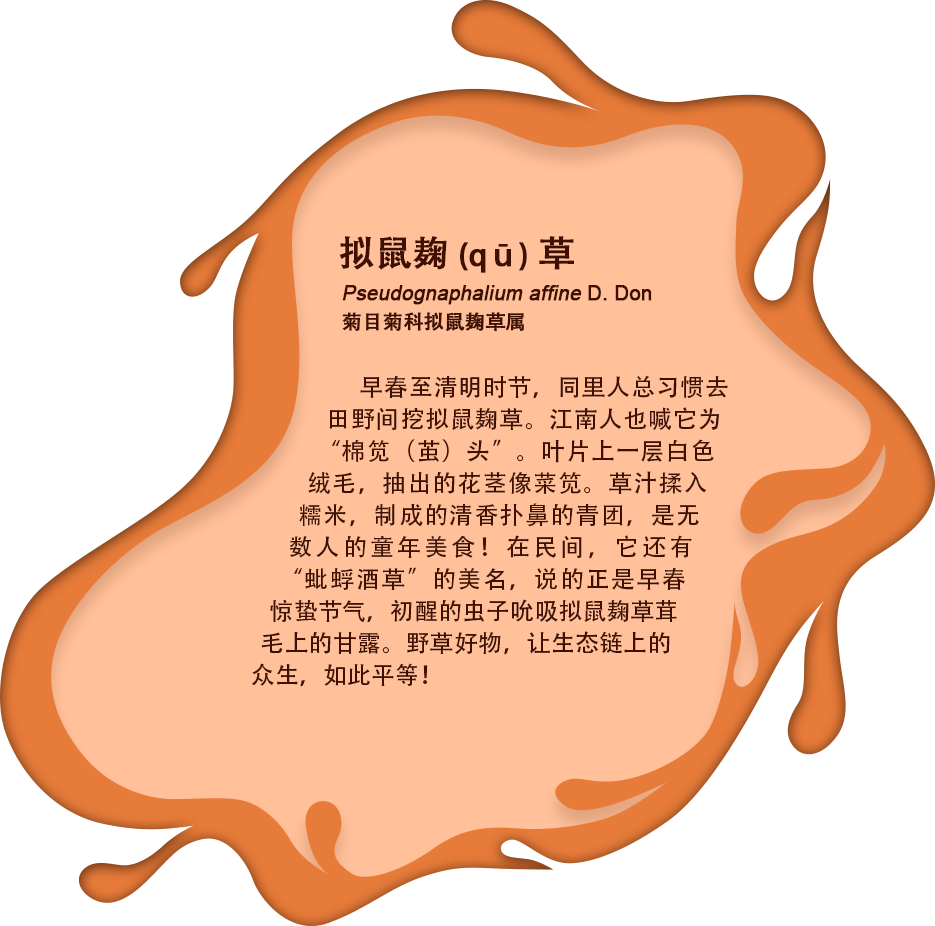 拟鼠麹 (qū) 草
Pseudognaphalium affine D. Don
菊目菊科拟鼠麹草属
早春至清明时节，同里人总习惯去
田野间挖拟鼠麹草。江南人也喊它为
“棉笕（茧）头”。叶片上一层白色
绒毛，抽出的花茎像菜笕。草汁揉入
糯米，制成的清香扑鼻的青团，是无
数人的童年美食！在民间，它还有
“蚍蜉酒草”的美名，说的正是早春
惊蛰节气，初醒的虫子吮吸拟鼠麹草茸
毛上的甘露。野草好物，让生态链上的
众生，如此平等！